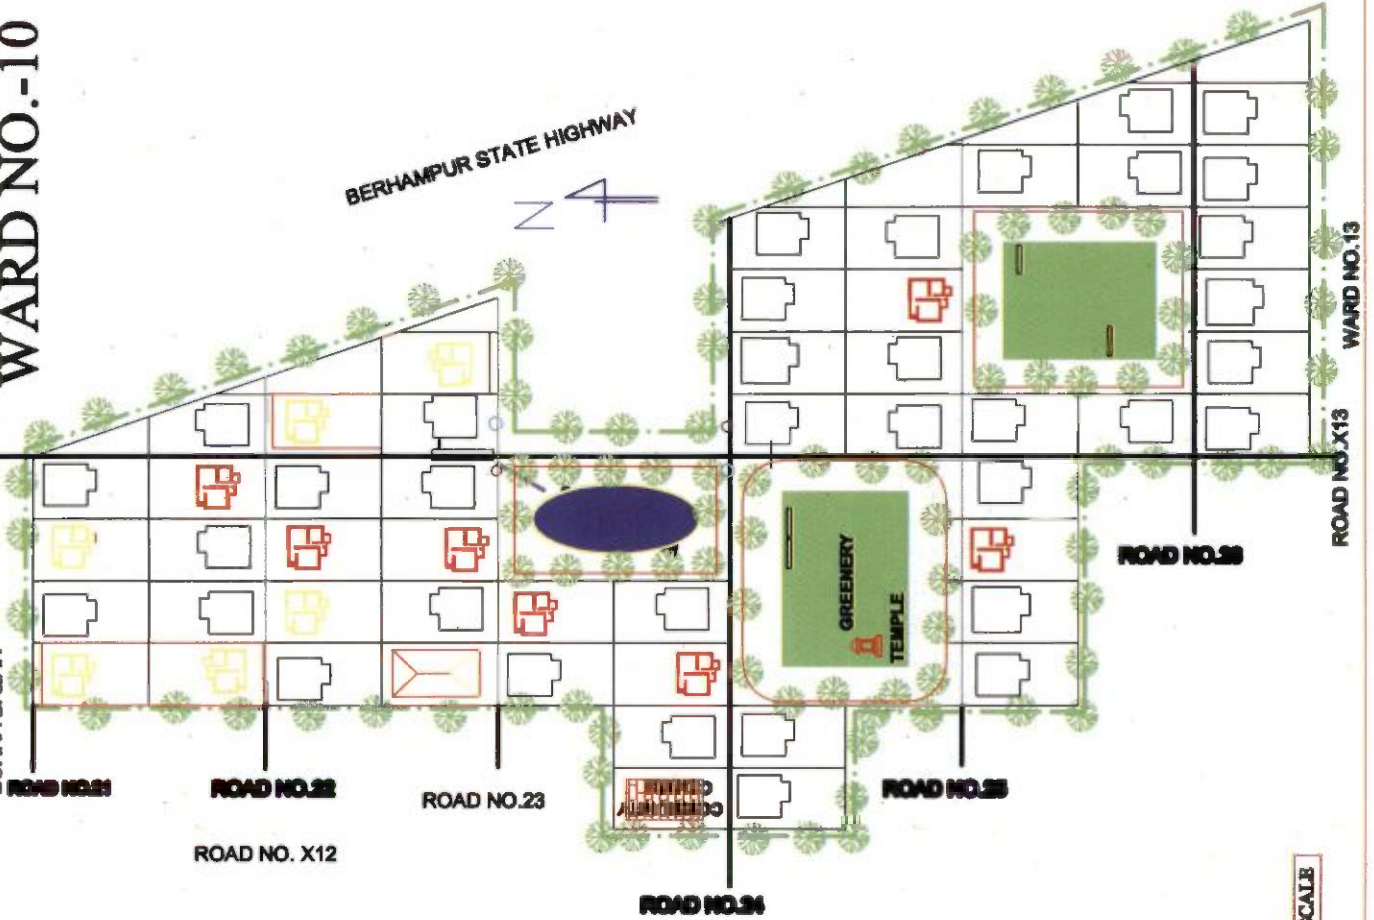 WARD NO.-10
BERHAMPUR STATE HIGHWAY
N
WARD NO.13
ROAD NO.X13
ROAD NO.26
GREENERY
TEMPLE
ROAD NO.21
ROAD NO.22
ROAD NO.23
ROAD NO.25
ROAD NO. X12
ROAD NO.24